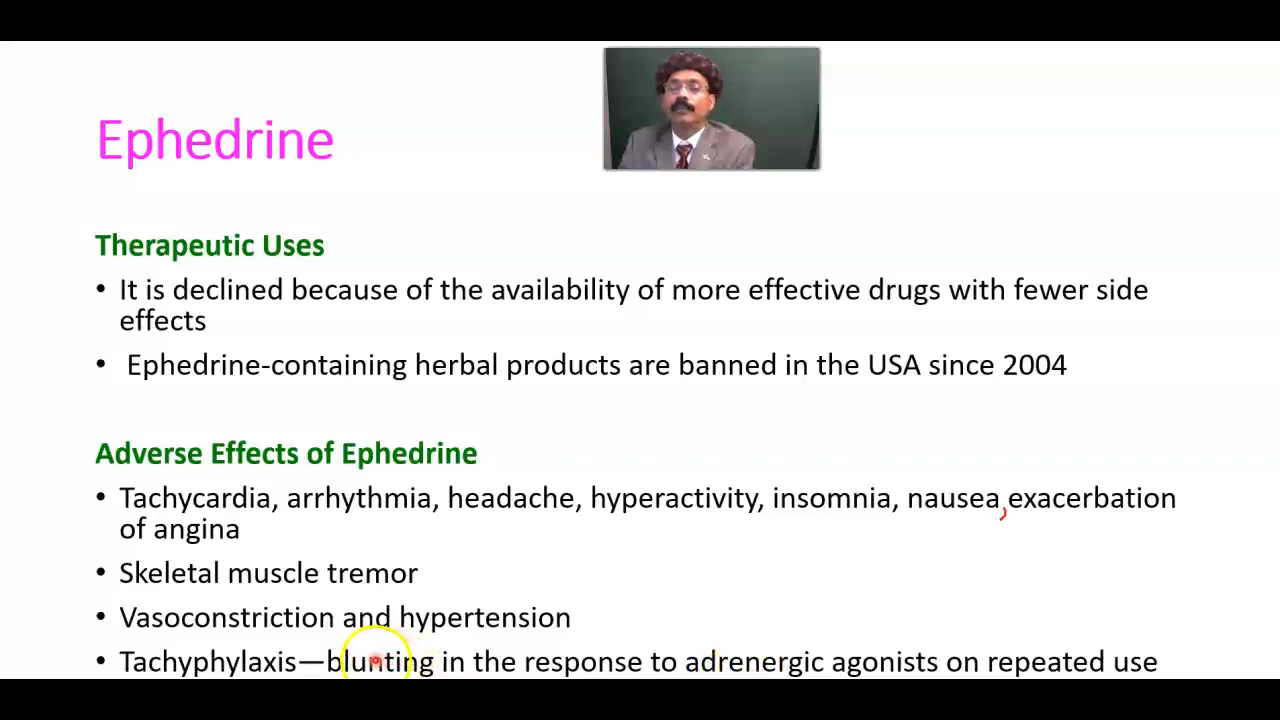 Ephedrine
Therapeutic Uses
• It is declined because of the availability of more effective drugs with fewer side
effects
• Ephedrine-containing herbal products are banned in the USA since 2004
Adverse Effects of Ephedrine
• Tachycardia, arrhythmia, headache, hyperactivity, insomnia, nausea, exacerbation
of angina
• Skeletal muscle tremor
• Vasoconstriction and hypertension
• Tachyphylaxis—blunting in the response to adrenergic agonists on repeated use